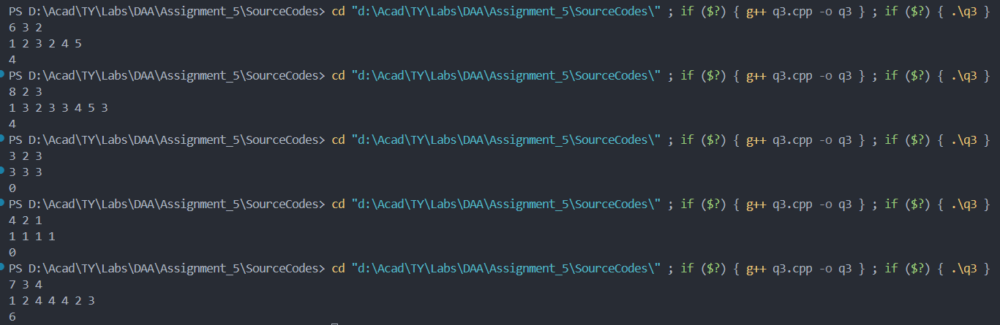 PS D:\Acad\TY\Labs\DAA\Assignment_5\SourceCodes> cd "d:\Acad\TY\Labs\DAA\Assignment_5\SourceCodes\" ; if ($?) { g++ q3.cpp -o q3 } ; if ($?) { .\q3 }
6 3 2
1 2 3 2 4 5
4
PS D:\Acad\TY\Labs\DAA\Assignment_5\SourceCodes> cd "d:\Acad\TY\Labs\DAA\Assignment_5\SourceCodes\" ; if ($?) { g++ q3.cpp -o q3 } ; if ($?) { .\q3 }
8 2 3
1 3 2 3 3 4 5 3
4
PS D:\Acad\TY\Labs\DAA\Assignment_5\SourceCodes> cd "d:\Acad\TY\Labs\DAA\Assignment_5\SourceCodes\" ; if ($?) { g++ q3.cpp -o q3 } ; if ($?) { .\q3 }
3 2 3
3 3 3
0
PS D:\Acad\TY\Labs\DAA\Assignment_5\SourceCodes> cd "d:\Acad\TY\Labs\DAA\Assignment_5\SourceCodes\" ; if ($?) { g++ q3.cpp -o q3 } ; if ($?) { .\q3 }
4 2 1
1 1 1 1
0
PS D:\Acad\TY\Labs\DAA\Assignment_5\SourceCodes> cd "d:\Acad\TY\Labs\DAA\Assignment_5\SourceCodes\" ; if ($?) { g++ q3.cpp -o q3 } ; if ($?) { .\q3 }
7 3 4
1 2 4 4 4 2 3
6